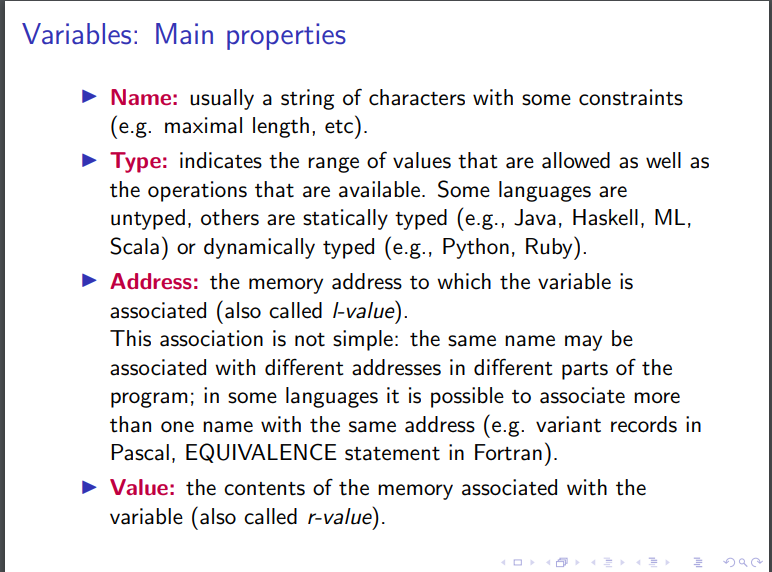 Variables: Main properties
Name: usually a string of characters with some constraints
(e.g. maximal length, etc).
Type: indicates the range of values that are allowed as well as
the operations that are available. Some languages are
untyped, others are statically typed (e.g., Java, Haskell, ML,
Scala) or dynamically typed (e.g., Python, Ruby).
Address: the memory address to which the variable is
associated (also called l-value).
This association is not simple: the same name may be
associated with different addresses in different parts of the
program; in some languages it is possible to associate more
than one name with the same address (e.g. variant records in
Pascal, EQUIVALENCE statement in Fortran).
Value: the contents of the memory associated with the
variable (also called r-value).